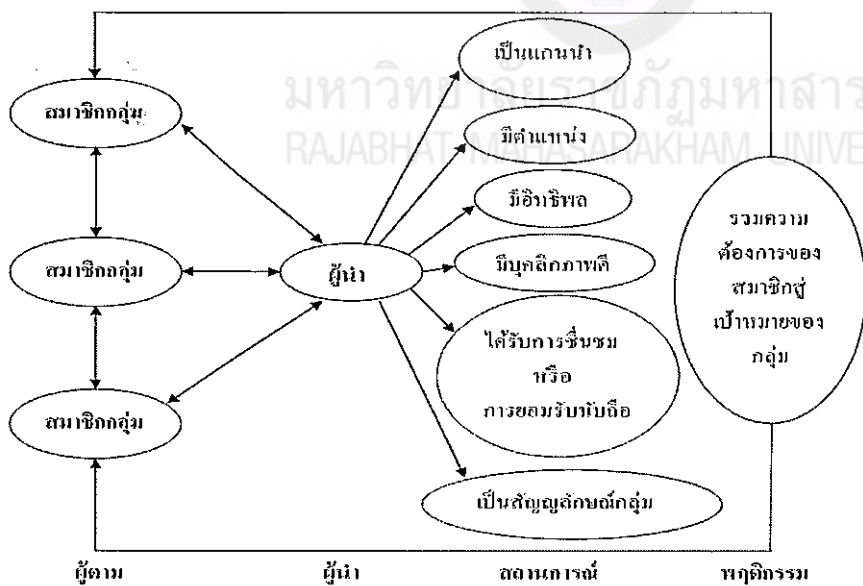 เป็นแกนนำ
มหาวิทยาลัยราชภัฏมหาสาร
สมาชิกกลุ่ม
มีตำแหน่ง
RAJABHAT MAHASARAKHAM UNIVE
มีอิทธิพล
รวมความ
ต้องการของ
สมาชิกสู่
เป้าหมายของ
กลุ่ม
สมาชิกกลุ่ม
ผู้นำ
มีบุคลิกภาพดี
ได้รับการชื่นชม
หรือ
การยอมรับนับถือ
สมาชิกกลุ่ม
เป็นสัญญลักษณ์กลุ่ม
ผู้ตาม
ผู้นำ
สถานการณ์
พฤติกรรม